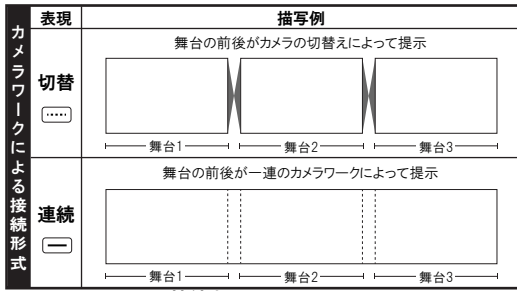 カメラワークによる接続形式
表現
描写例
切替
舞台の前後がカメラの切替えによって提示
舞台1
舞台2
舞台3
連続
舞台の前後が一連のカメラワークによって提示
舞台1
舞台2
舞台3